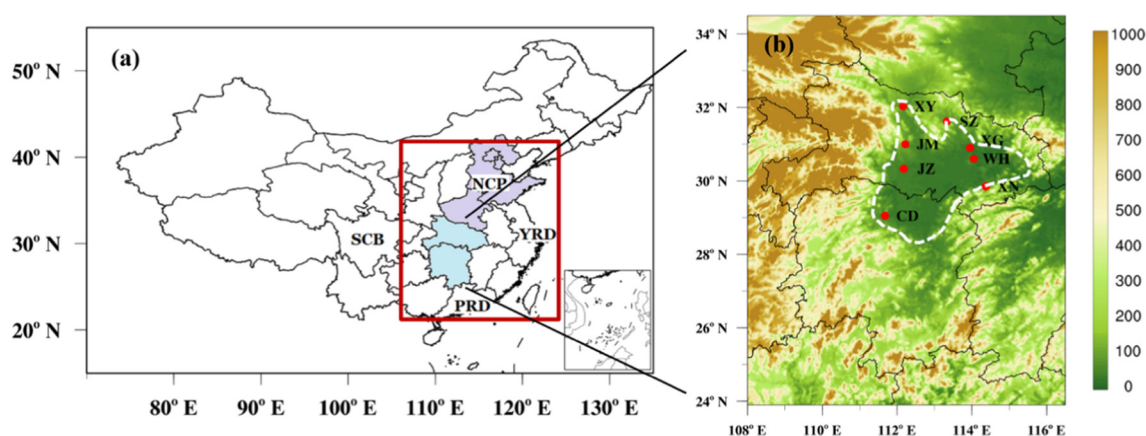 (a)
50° N
40° N
30° N
20° N
80° E
90° E
100° E
110° E
120° E
130° E
NCP
SCB
YRD
PRD
(b)
34° N
32° N
30° N
28° N
26° N
24° N
108° E
110° E
112° E
114° E
116° E
XY
SZ
JM
XG
WH
JZ
XN
CD
1000
900
800
700
600
500
400
300
200
100
0